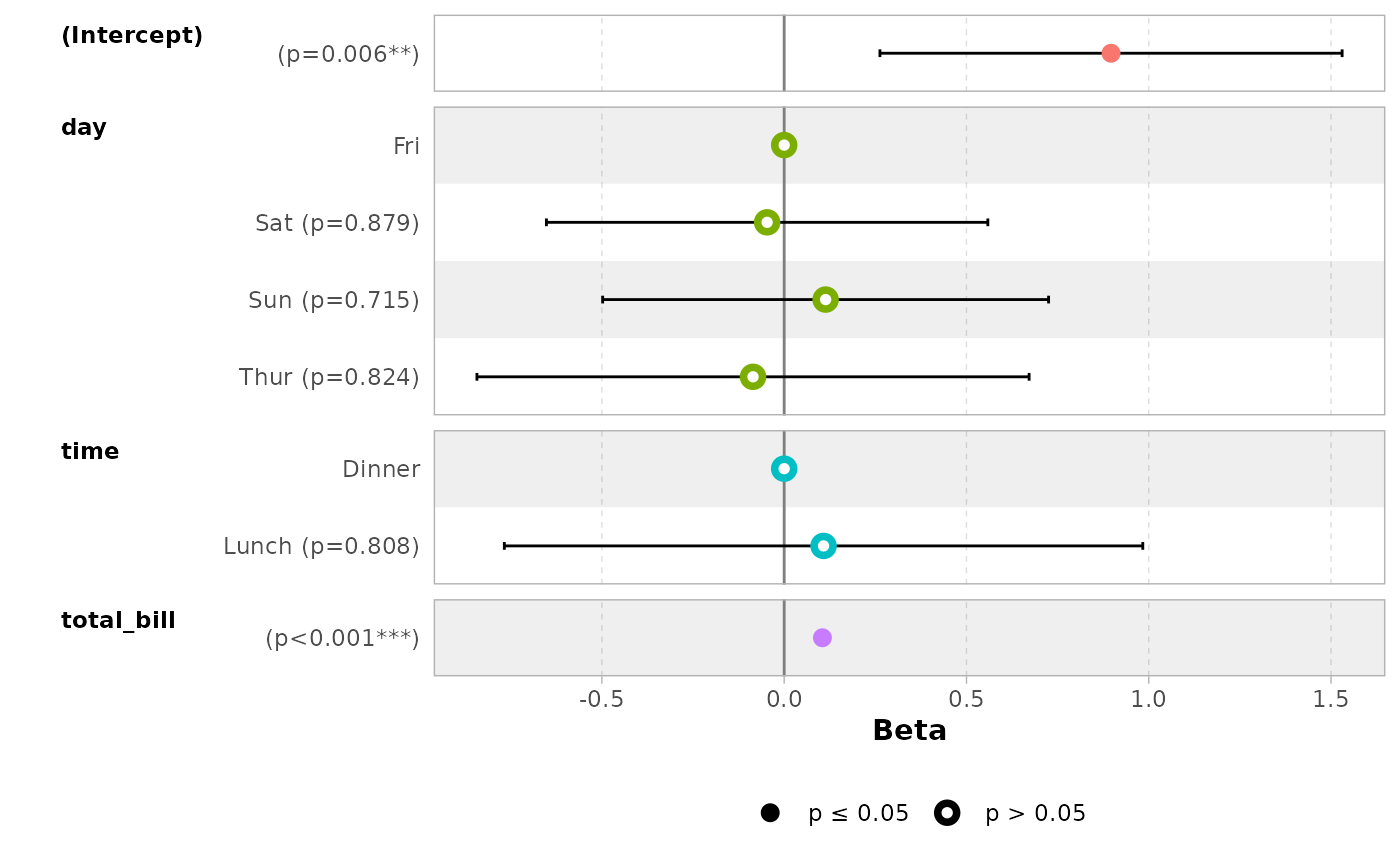 (Intercept)
(p=0.006**)
day
Fri
Sat (p=0.879)
Sun (p=0.715)
Thur (p=0.824)
time
Dinner
Lunch (p=0.808)
total_bill
(p<0.001***)
-0.5 0.0 0.5 1.0 1.5
Beta
p ≤ 0.05 p > 0.05